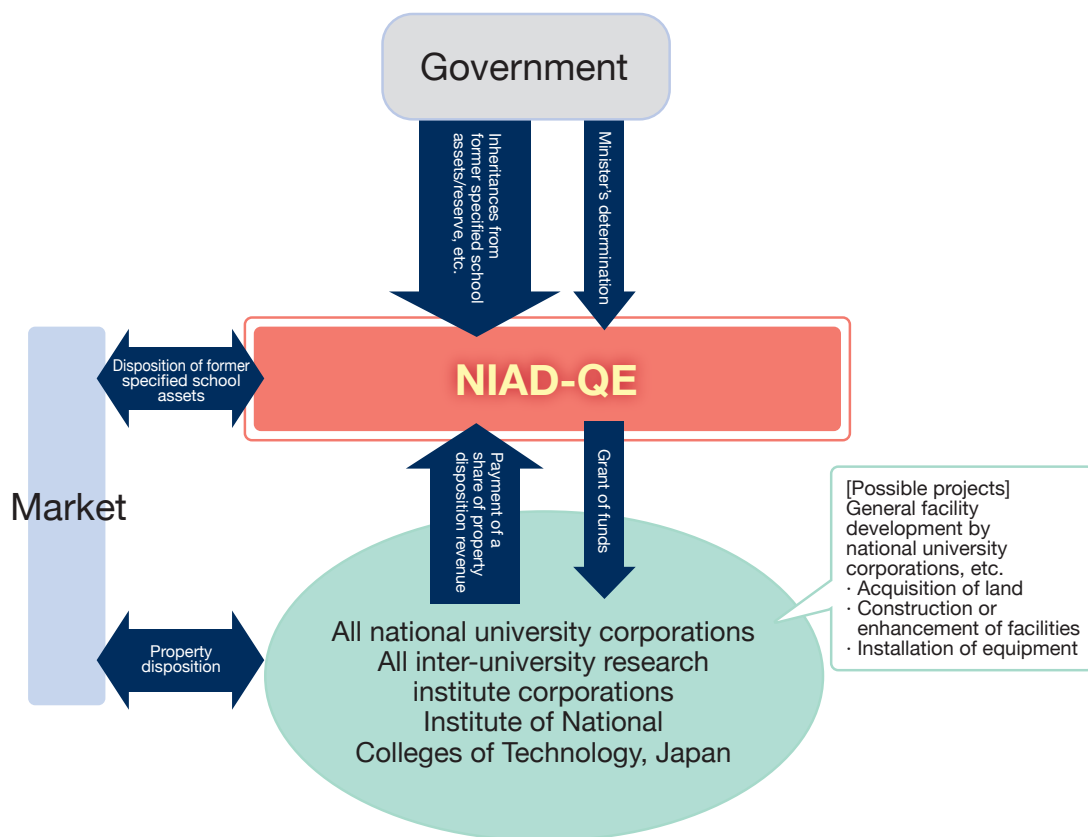 Government
Inheritances from
former specified school
assets/reserve, etc.
Minister's determination
Disposition of former
specified school
assets
NIAD-QE
Market
Payment of a
share of property
disposition revenue
Grant of funds
[Possible projects]
General facility
development by
national university
corporations, etc.
· Acquisition of land
· Construction or
enhancement of facilities
· Installation of equipment
Property
disposition
All national university corporations
All inter-university research
institute corporations
Institute of National
Colleges of Technology, Japan